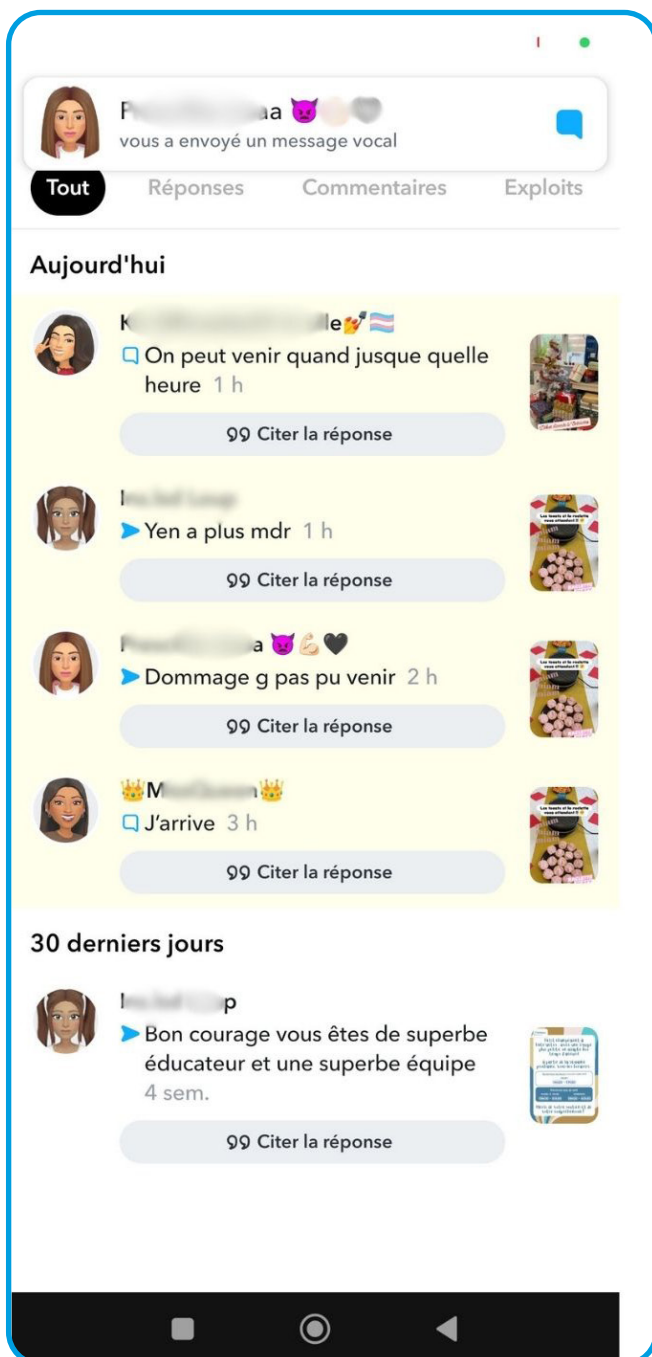 vous a envoyé un message vocal
Tout Réponses Commentaires Exploits
Aujourd'hui
On peut venir quand jusque quelle
heure 1 h
Citer la réponse
Yen a plus mdr 1 h
Citer la réponse
Dommage g pas pu venir 2 h
Citer la réponse
J'arrive 3 h
Citer la réponse
30 derniers jours
Bon courage vous êtes de superbe
éducateur et une superbe équipe
4 sem.
Citer la réponse